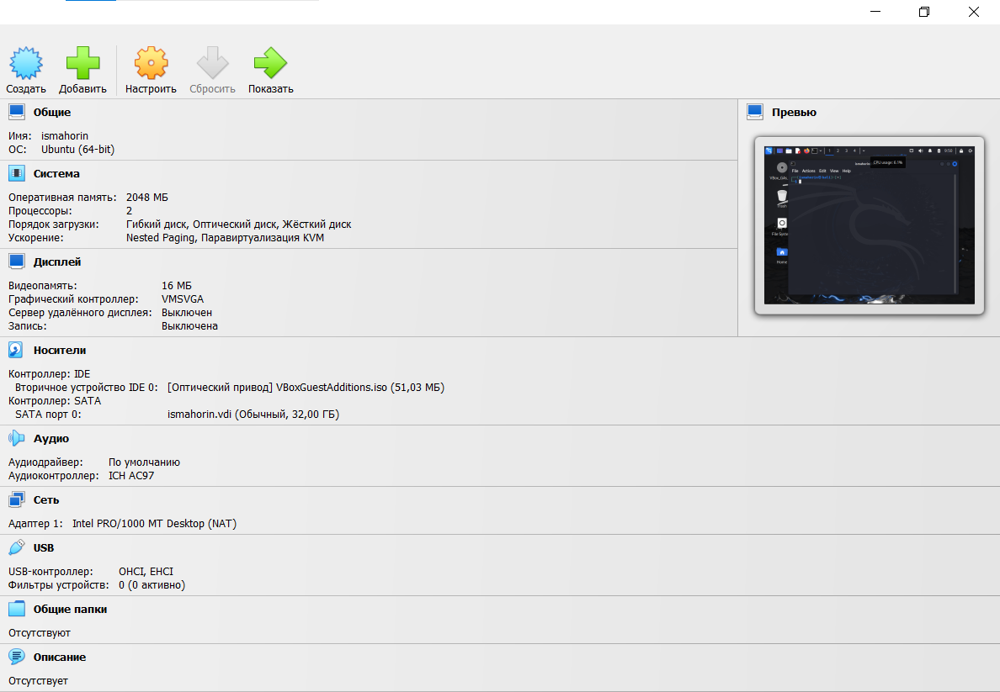 Создать Добавить Настроить Сбросить Показать
Общие
Имя: ismahorin
ОС: Ubuntu (64-bit)
Система
Оперативная память: 2048 МБ
Процессоры: 2
Порядок загрузки: Гибкий диск, Оптический диск, Жёсткий диск
Ускорение: Nested Paging, Паравиртуализация KVM
Дисплей
Видеопамять: 16 МБ
Графический контроллер: VMSVGA
Сервер удалённого дисплея: Выключен
Запись: Выключена
Превью
1 2 3 4
9:50
CPU usage: 6.1%
File Actions Edit View Help
Trash
Home
Носители
Контроллер: IDE
Вторичное устройство IDE 0: [Оптический привод] VBoxGuestAdditions.iso (51,03 МБ)
Контроллер: SATA
SATA порт 0: ismahorin.vdi (Обычный, 32,00 ГБ)
Аудио
Аудиодрайвер: По умолчанию
Аудиоконтроллер: ICH AC97
Сеть
Адаптер 1: Intel PRO/1000 MT Desktop (NAT)
USB
USB-контроллер: OHCI, EHCI
Фильтры устройств: 0 (0 активно)
Общие папки
Отсутствуют
Описание
Отсутствует